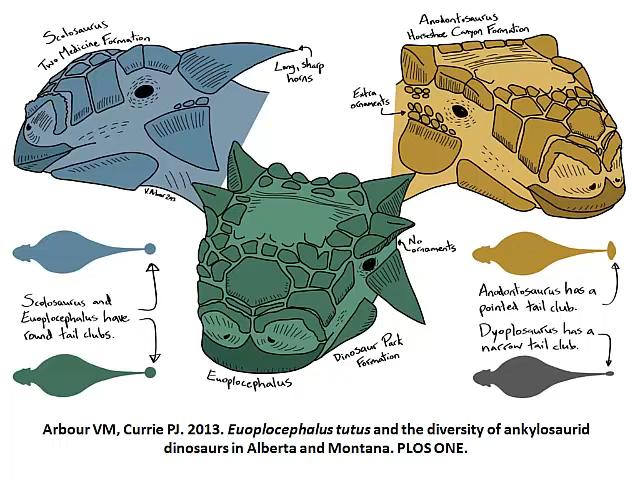 Scolosaurus
Two Medicine Formation
Long, sharp
horns
Anodontosaurus
Horseshoe Canyon Formation
Extra
ornaments
V. Arbour 2013
No
ornaments
Scolosaurus and
Euoplocephalus have
round tail clubs.
Dinosaur Park
Formation
Euoplocephalus
Anodontosaurus has a
pointed tail club.
Dyoplosaurus has a
narrow tail club.
Arbour VM, Currie PJ. 2013. Euoplocephalus tutus and the diversity of ankylosaurid
dinosaurs in Alberta and Montana. PLOS ONE.